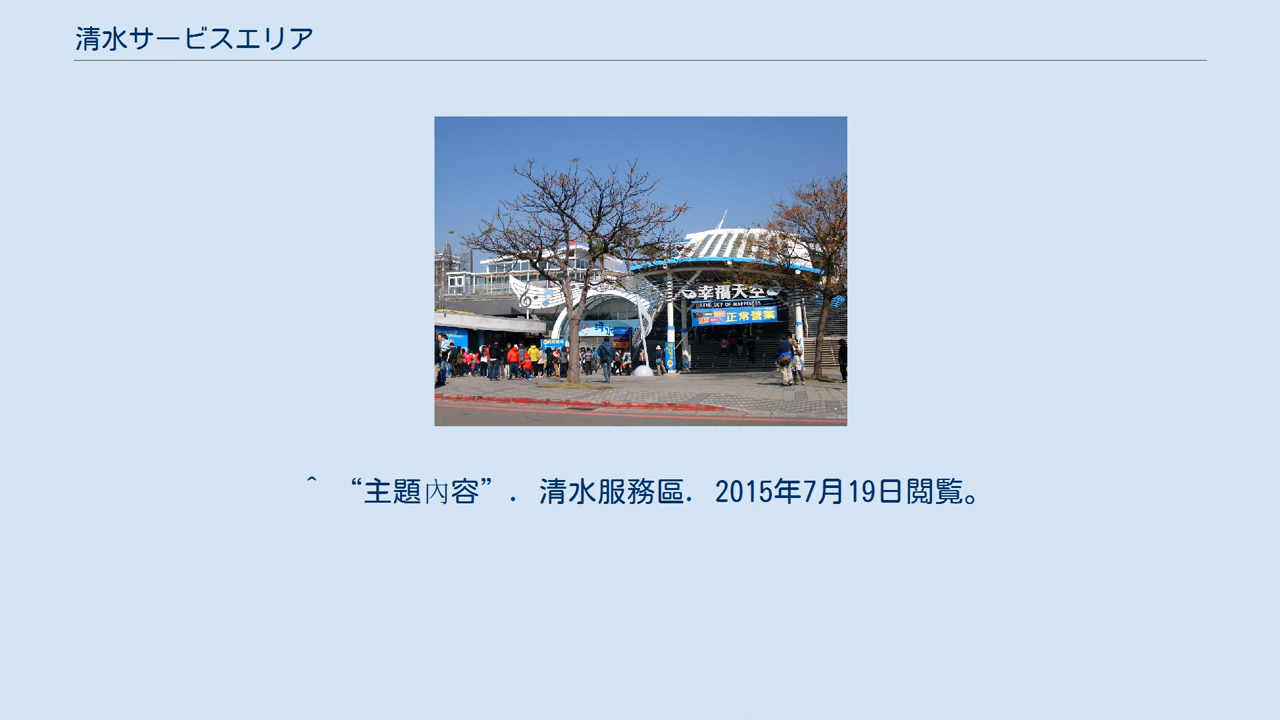 清水サービスエリア
幸福天空
THE SKY OF HAPPINESS
正常營業
^ “主題內容”. 清水服務區. 2015年7月19日閲覧。